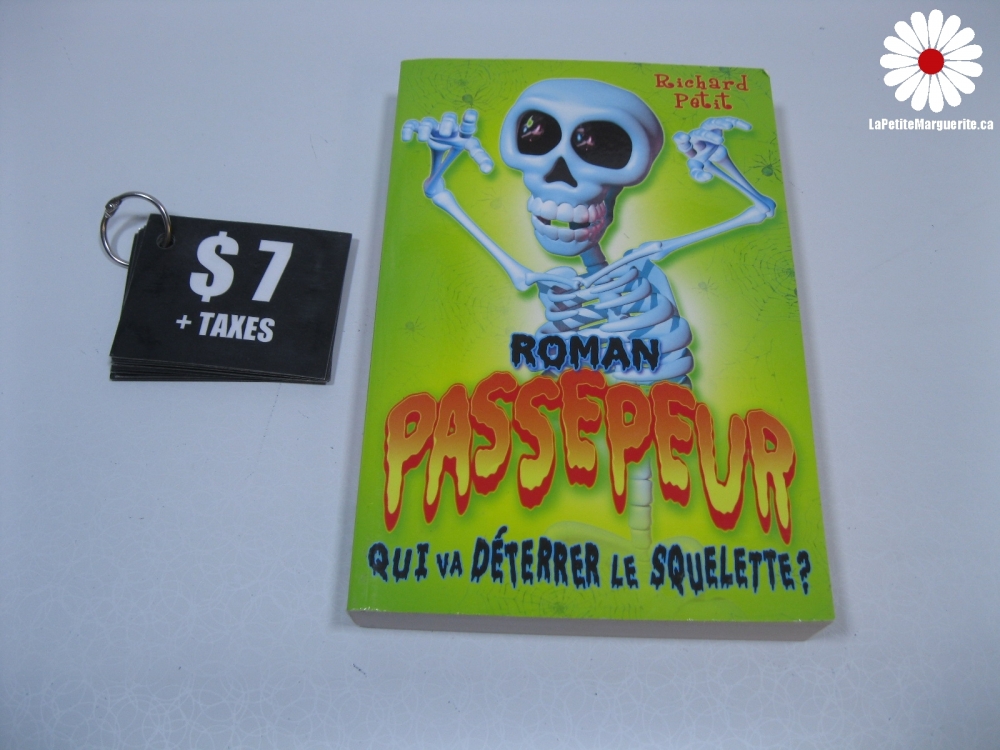 LaPetiteMarguerite.ca
Richard
Petit
$ 7
+ TAXES
ROMAN
PASSEPEUR
QUI VA DÉTERRER LE SQUELETTE?